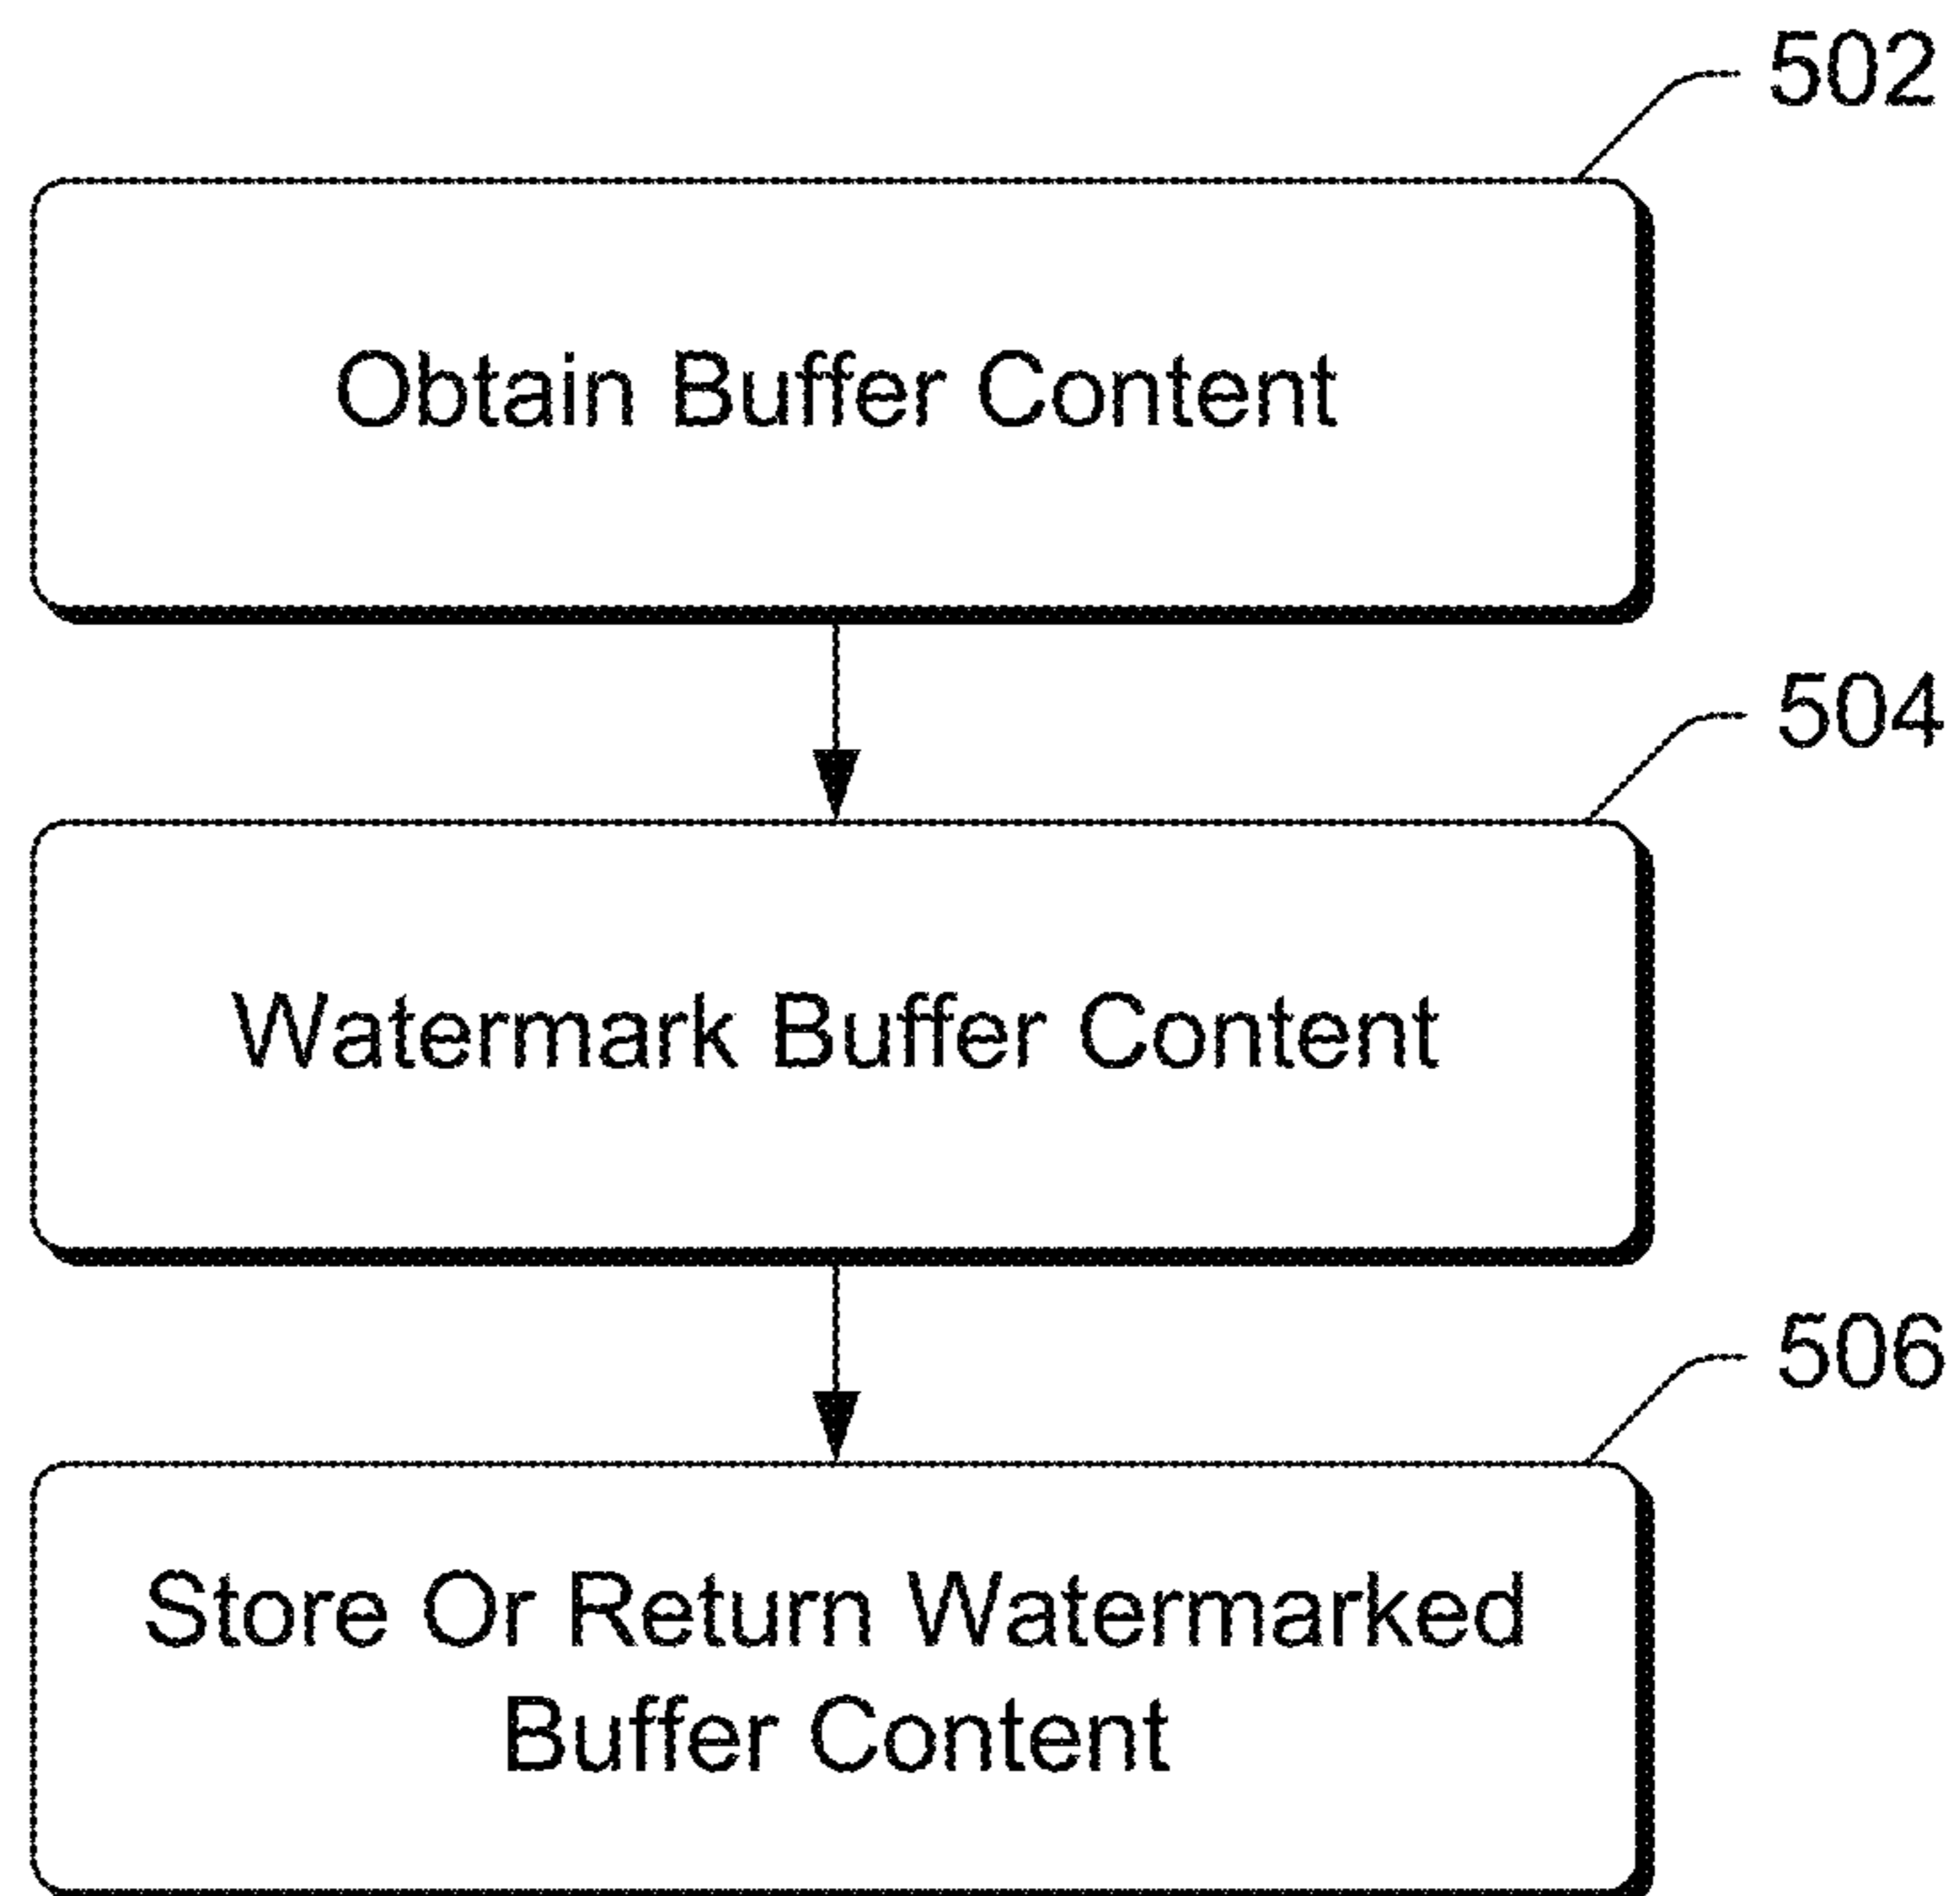 502
Obtain Buffer Content
504
Watermark Buffer Content
506
Store Or Return Watermarked
Buffer Content